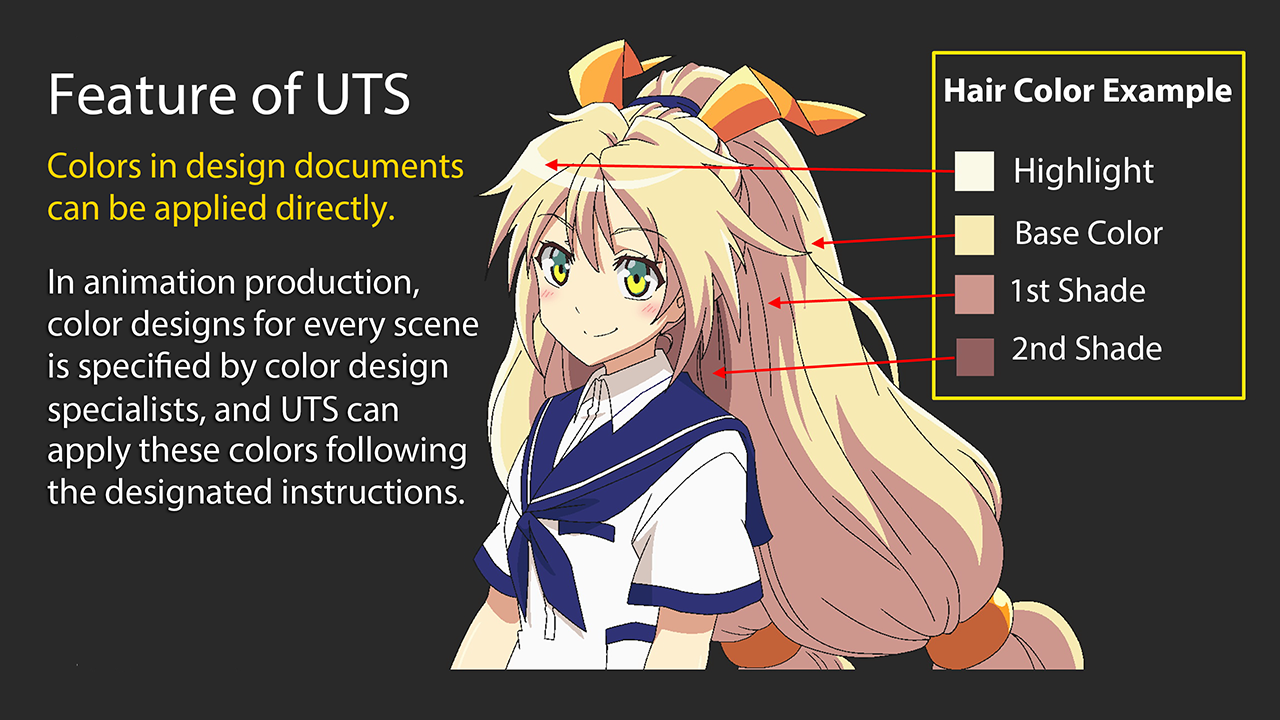 Feature of UTS
Colors in design documents
can be applied directly.
In animation production,
color designs for every scene
is specified by color design
specialists, and UTS can
apply these colors following
the designated instructions.
Hair Color Example
Highlight
Base Color
1st Shade
2nd Shade